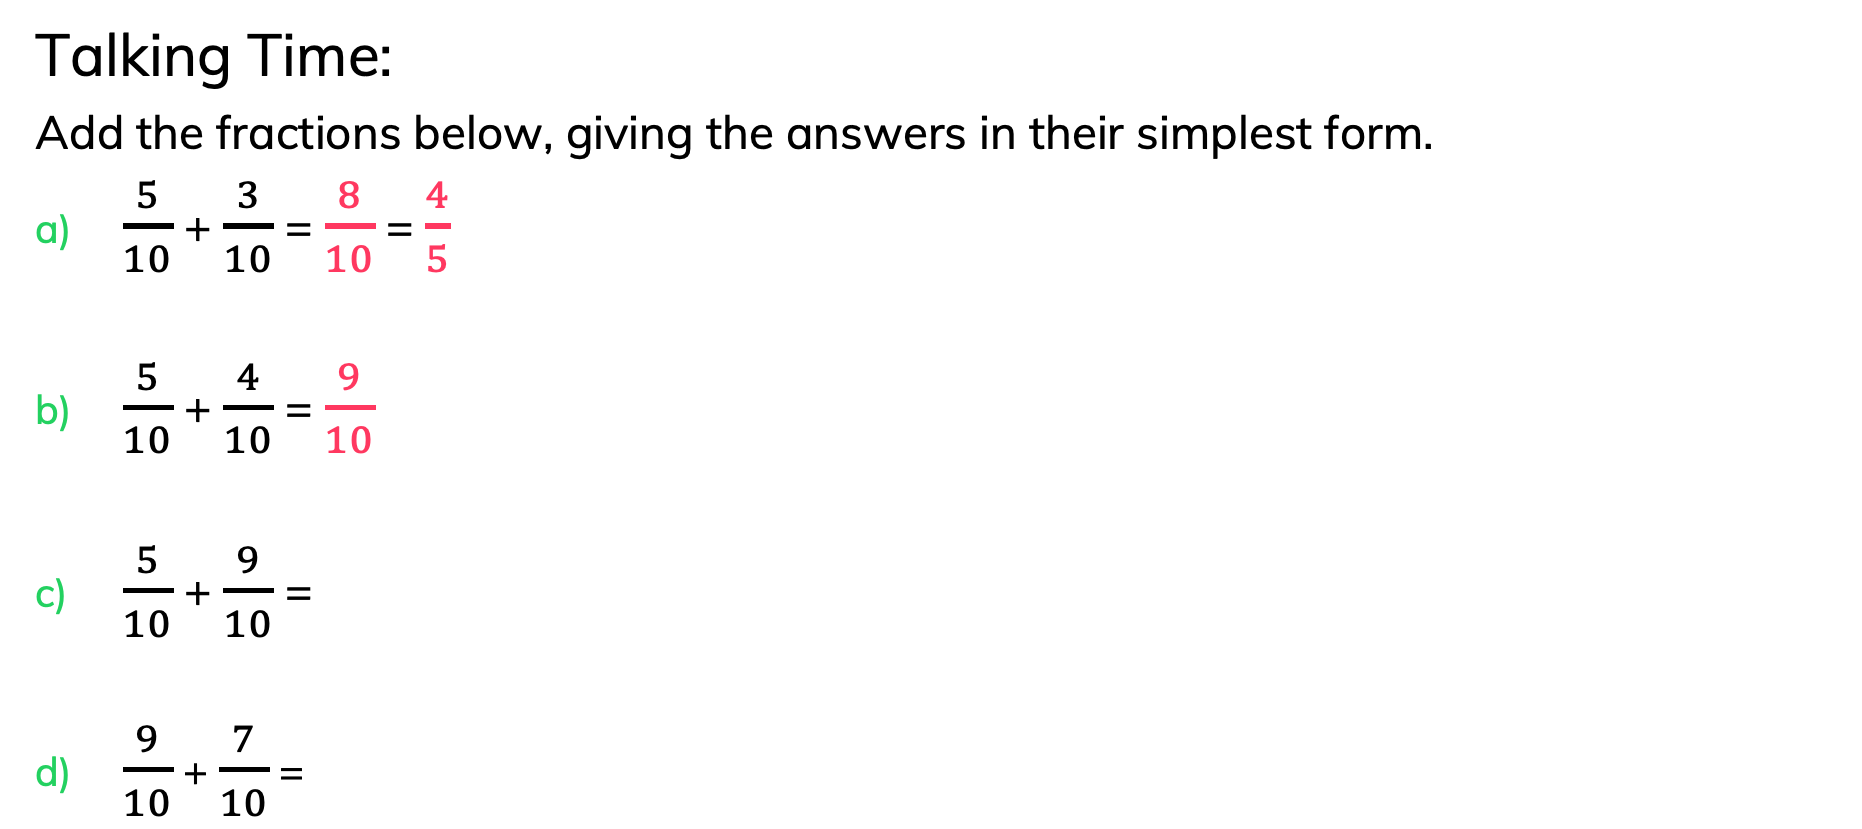 Talking Time:
Add the fractions below, giving the answers in their simplest form.
a) 5/10 + 3/10 = 8/10 = 4/5
b) 5/10 + 4/10 = 9/10
c) 5/10 + 9/10 =
d) 9/10 + 7/10 =